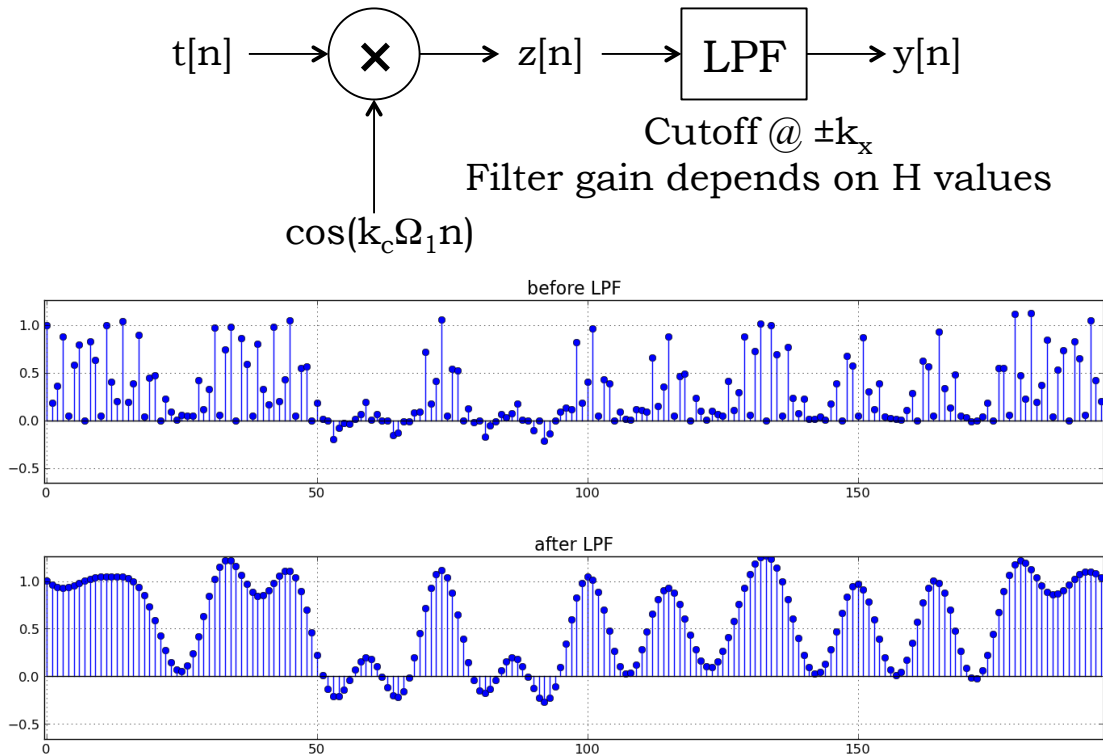 t[n] × z[n] LPF y[n]
Cutoff @ ±kₓ
Filter gain depends on H values
cos(k_cΩ₁n)
before LPF
1.0
0.5
0.0
−0.5
0 50 100 150
after LPF
1.0
0.5
0.0
−0.5
0 50 100 150